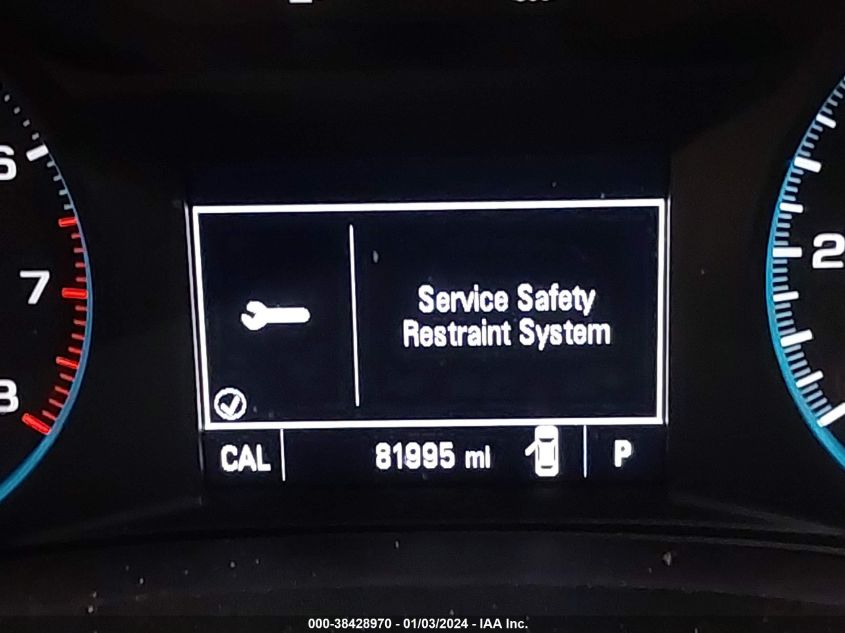 6
7
8
2
Service Safety
Restraint System
CAL 81995 mi P
000-38428970 - 01/03/2024 - IAA Inc.